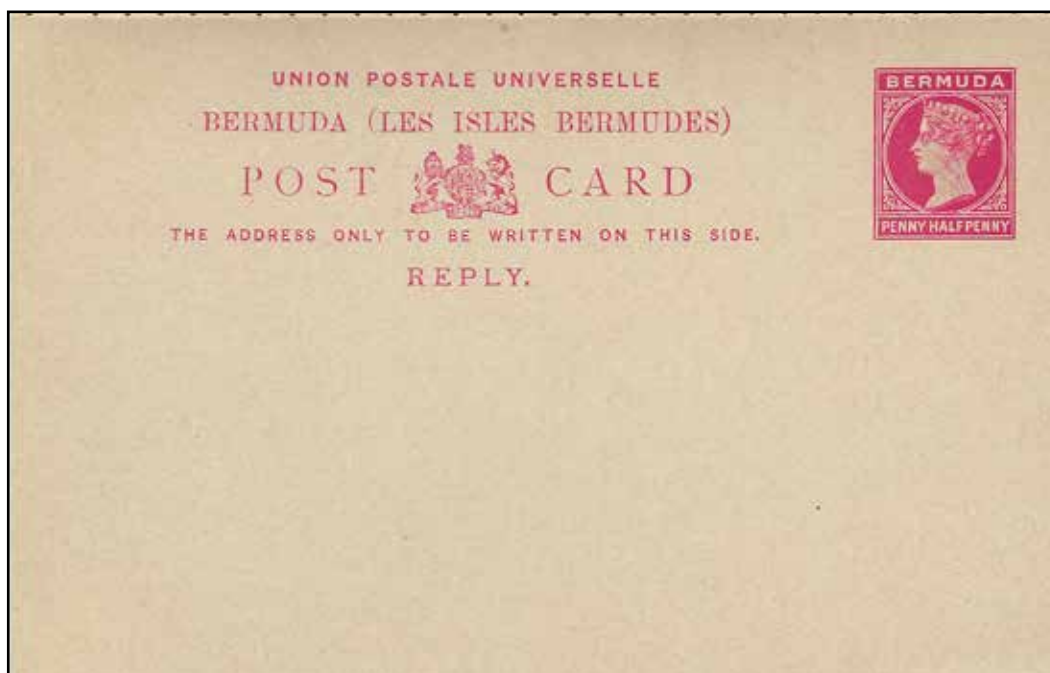 UNION POSTALE UNIVERSELLE
BERMUDA (LES ISLES BERMUDES)
POST CARD
THE ADDRESS ONLY TO BE WRITTEN ON THIS SIDE.
REPLY.
BERMUDA
PENNY HALFPENNY